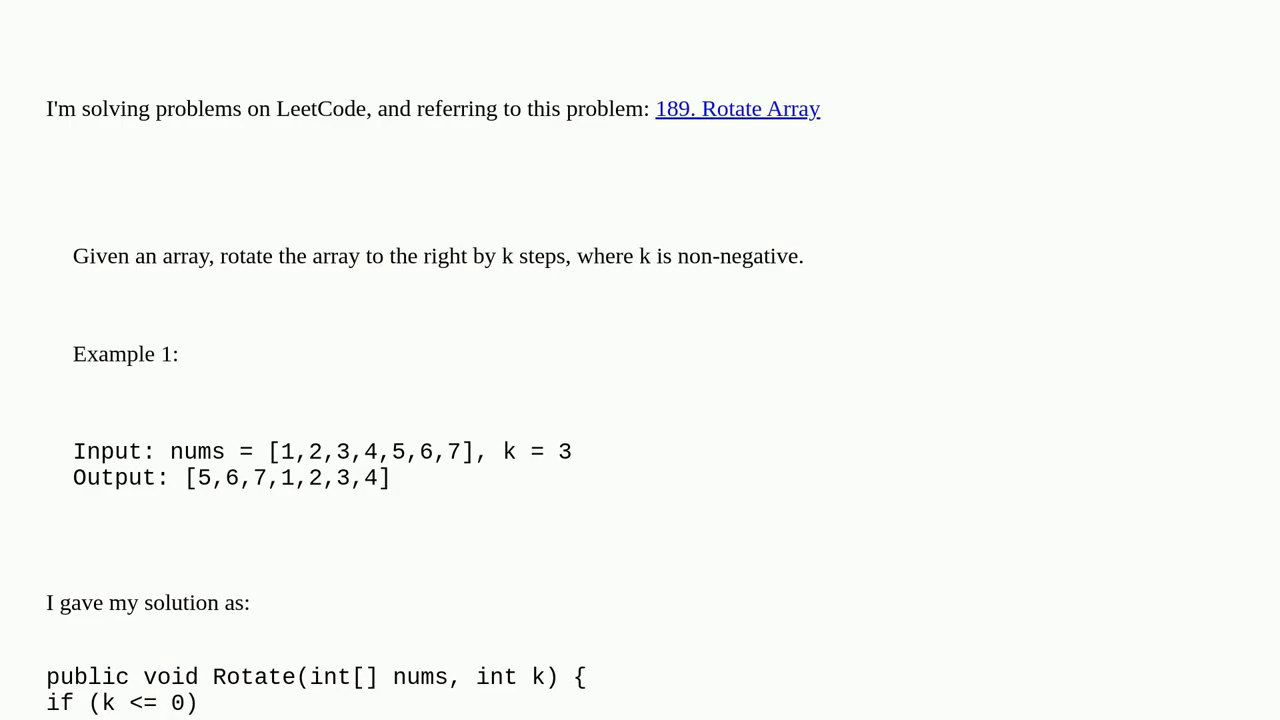 I'm solving problems on LeetCode, and referring to this problem: 189. Rotate Array
Given an array, rotate the array to the right by k steps, where k is non-negative.
Example 1:
Input: nums = [1,2,3,4,5,6,7], k = 3
Output: [5,6,7,1,2,3,4]
I gave my solution as:
public void Rotate(int[] nums, int k) {
if (k <= 0)